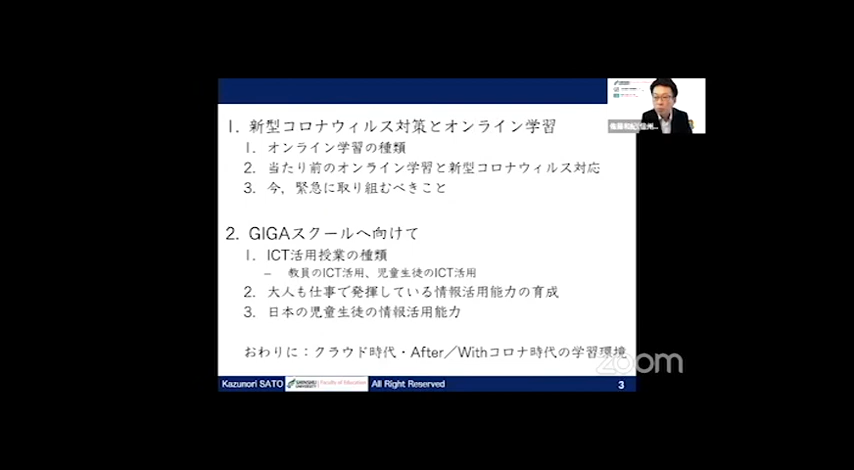 1. 新型コロナウィルス対策とオンライン学習
1. オンライン学習の種類
2. 当たり前のオンライン学習と新型コロナウィルス対応
3. 今，緊急に取り組むべきこと
2. GIGAスクールへ向けて
1. ICT活用授業の種類
– 教員のICT活用、児童生徒のICT活用
2. 大人も仕事で発揮している情報活用能力の育成
3. 日本の児童生徒の情報活用能力
おわりに：クラウド時代・After／Withコロナ時代の学習環境
zoom
Kazumori SATO SHINSHU UNIVERSITY Faculty of Education All Right Reserved 3